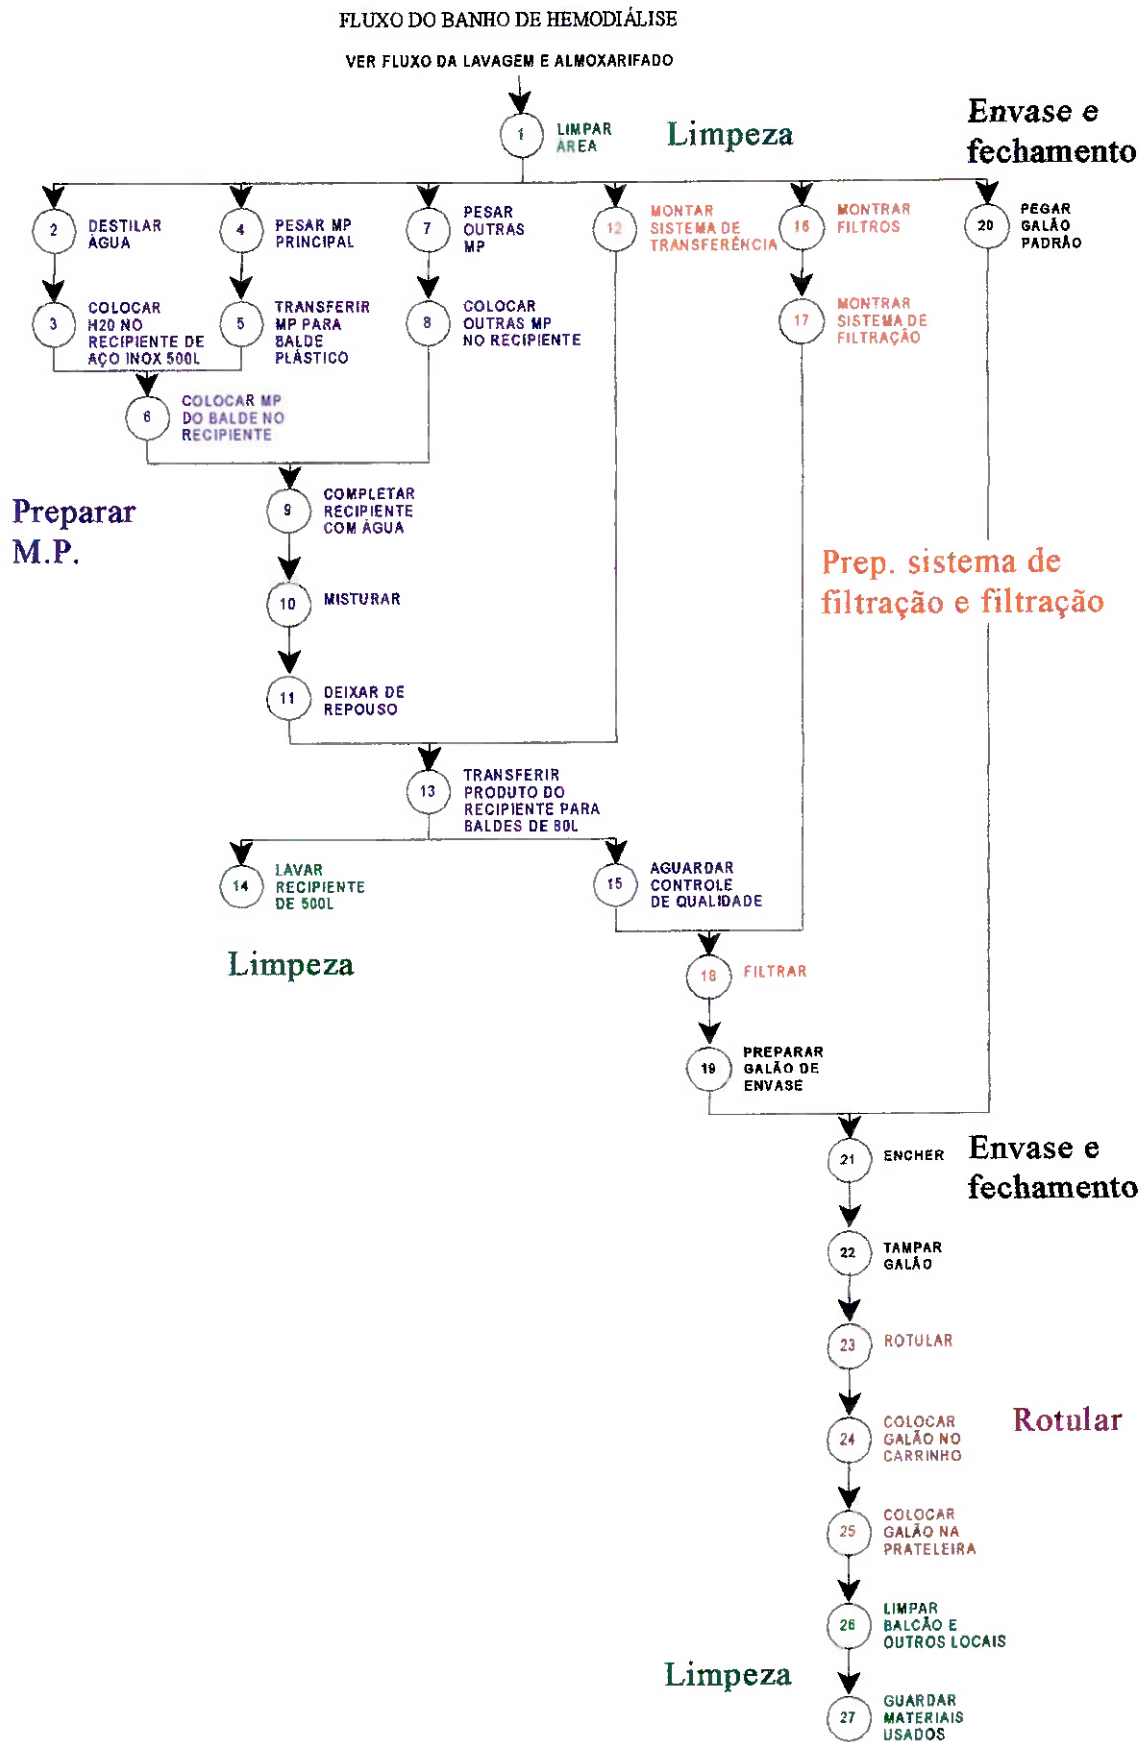 FLUXO DO BANHO DE HEMODIÁLISE
VER FLUXO DA LAVAGEM E ALMOXARIFADO
1
LIMPAR
ÁREA
Limpeza
Envase e
fechamento
2
DESTILAR
ÁGUA
4
PESAR MP
PRINCIPAL
7
PESAR
OUTRAS
MP
12
MONTAR
SISTEMA DE
TRANSFERÊNCIA
16
MONTRAR
FILTROS
20
PEGAR
GALÃO
PADRÃO
3
COLOCAR
H20 NO
RECIPIENTE DE
AÇO INOX 500L
5
TRANSFERIR
MP PARA
BALDE
PLÁSTICO
8
COLOCAR
OUTRAS MP
NO RECIPIENTE
17
MONTRAR
SISTEMA DE
FILTRAÇÃO
6
COLOCAR MP
DO BALDE NO
RECIPIENTE
Preparar
M.P.
9
COMPLETAR
RECIPIENTE
COM ÁGUA
Prep. sistema de
filtração e filtração
10
MISTURAR
11
DEIXAR DE
REPOUSO
13
TRANSFERIR
PRODUTO DO
RECIPIENTE PARA
BALDES DE 80L
14
LAVAR
RECIPIENTE
DE 500L
15
AGUARDAR
CONTROLE
DE QUALIDADE
Limpeza
18
FILTRAR
19
PREPARAR
GALÃO DE
ENVASE
21
ENCHER
Envase e
fechamento
22
TAMPAR
GALÃO
23
ROTULAR
24
COLOCAR
GALÃO NO
CARRINHO
Rotular
25
COLOCAR
GALÃO NA
PRATELEIRA
26
LIMPAR
BALCÃO E
OUTROS LOCAIS
Limpeza
27
GUARDAR
MATERIAIS
USADOS